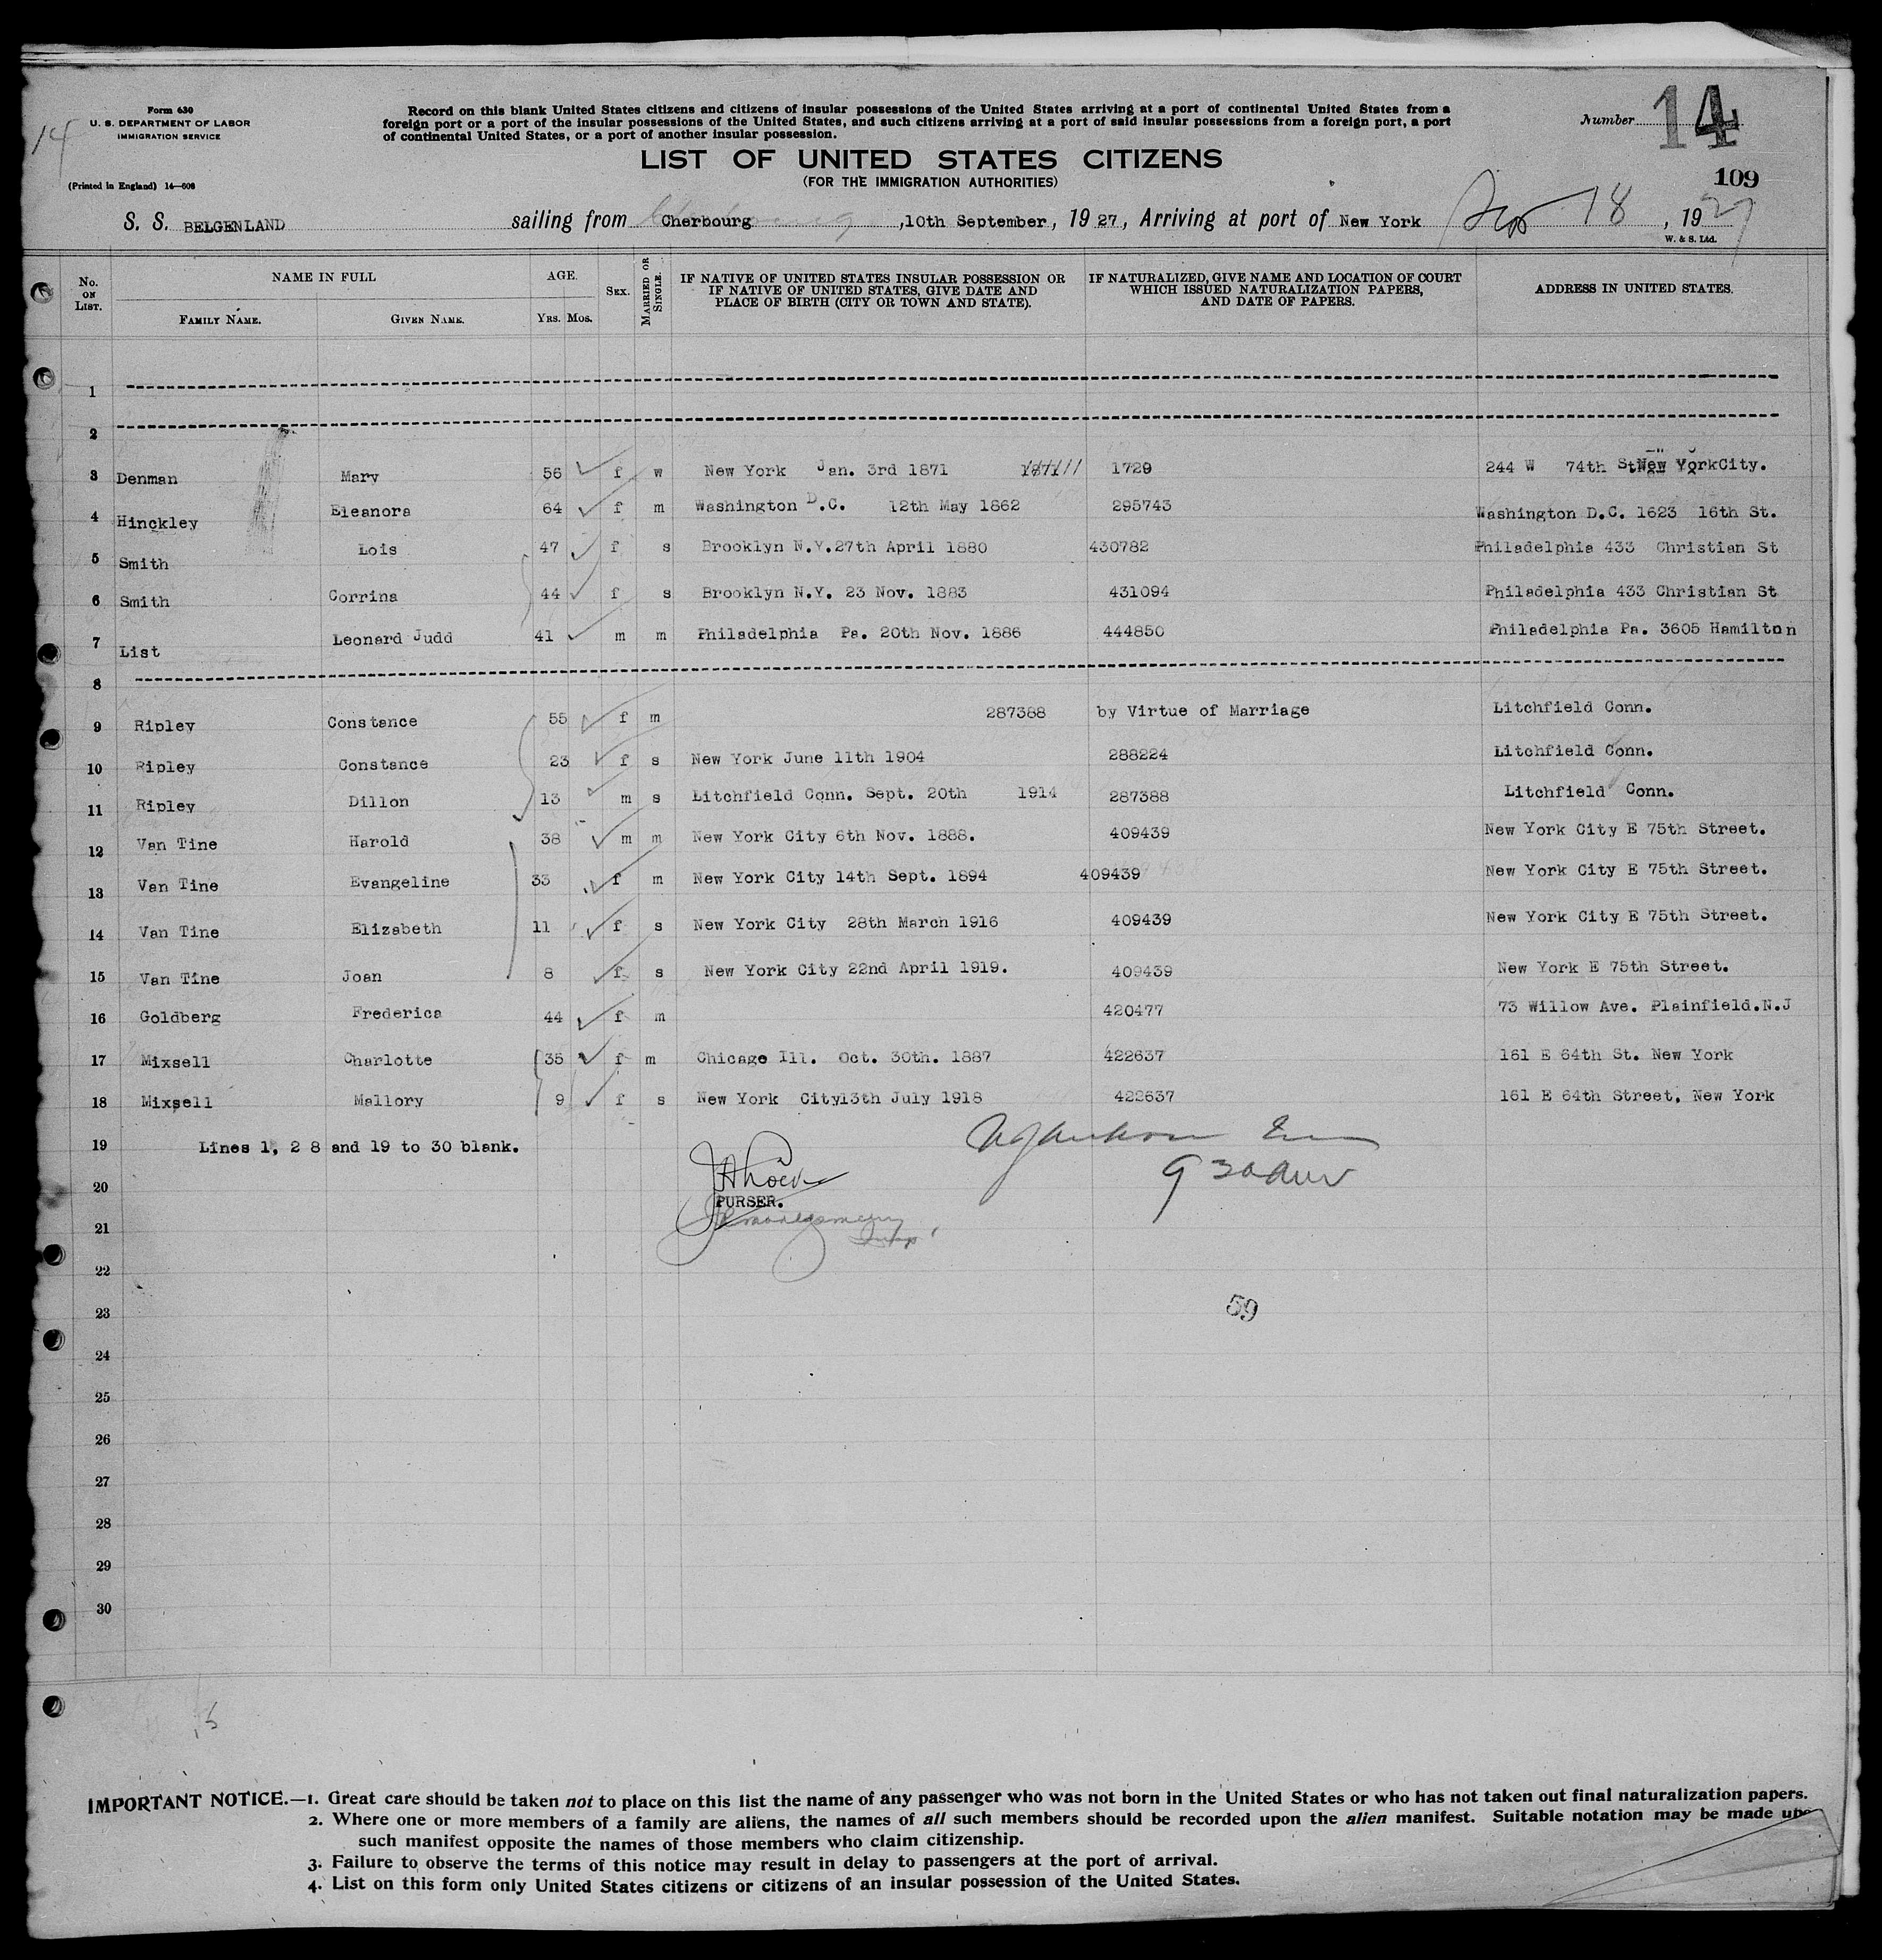 14
Form 630
U. S. DEPARTMENT OF LABOR
IMMIGRATION SERVICE
(Printed in England) 14—608
Record on this blank United States citizens and citizens of insular possessions of the United States arriving at a port of continental United States from a
foreign port or a port of the insular possessions of the United States, and such citizens arriving at a port of said insular possessions from a foreign port, a port
of continental United States, or a port of another insular possession.
Number 14
LIST OF UNITED STATES CITIZENS
(FOR THE IMMIGRATION AUTHORITIES)
109
S. S. BELGENLAND sailing from Cherbourg ,10th September, 19 27, Arriving at port of New York Sep 18, 1927
W. & S. Ltd.
No. ON LIST. NAME IN FULL AGE. SEX. MARRIED OR SINGLE. IF NATIVE OF UNITED STATES INSULAR POSSESSION OR IF NATIVE OF UNITED STATES, GIVE DATE AND PLACE OF BIRTH (CITY OR TOWN AND STATE). IF NATURALIZED, GIVE NAME AND LOCATION OF COURT WHICH ISSUED NATURALIZATION PAPERS, AND DATE OF PAPERS. ADDRESS IN UNITED STATES.
FAMILY NAME. GIVEN NAME. YRS. MOS.
1
2
3 Denman Mary 56 f w New York Jan. 3rd 1871 1729 244 W 74th St New YorkCity.
4 Hinckley Eleanora 64 f m Washington D.C. 12th May 1862 295743 Washington D.C. 1623 16th St.
5 Smith Lois 47 f s Brooklyn N.Y.27th April 1880 430782 Philadelphia 433 Christian St
6 Smith Corrina 44 f s Brooklyn N.Y. 23 Nov. 1883 431094 Philadelphia 433 Christian St
7 List Leonard Judd 41 m m Philadelphia Pa. 20th Nov. 1886 444850 Philadelphia Pa. 3605 Hamilton
8
9 Ripley Constance 55 f m 287388 by Virtue of Marriage Litchfield Conn.
10 Ripley Constance 23 f s New York June 11th 1904 288224 Litchfield Conn.
11 Ripley Dillon 13 m s Litchfield Conn. Sept. 20th 1914 287388 Litchfield Conn.
12 Van Tine Harold 38 m m New York City 6th Nov. 1888. 409439 New York City E 75th Street.
13 Van Tine Evangeline 33 f m New York City 14th Sept. 1894 409439 New York City E 75th Street.
14 Van Tine Elizabeth 11 f s New York City 28th March 1916 409439 New York City E 75th Street.
15 Van Tine Joan 8 f s New York City 22nd April 1919. 409439 New York E 75th Street.
16 Goldberg Frederica 44 f m 420477 73 Willow Ave. Plainfield.N.J
17 Mixsell Charlotte 35 f m Chicago Ill. Oct. 30th. 1887 422637 161 E 64th St. New York
18 Mixsell Mallory 9 f s New York City13th July 1918 422637 161 E 64th Street, New York
19 Lines 1, 2 8 and 19 to 30 blank.
20
PURSER.
21
22
23
59
24
25
26
27
28
29
30
IMPORTANT NOTICE.—1. Great care should be taken not to place on this list the name of any passenger who was not born in the United States or who has not taken out final naturalization papers.
2. Where one or more members of a family are aliens, the names of all such members should be recorded upon the alien manifest. Suitable notation may be made upon
such manifest opposite the names of those members who claim citizenship.
3. Failure to observe the terms of this notice may result in delay to passengers at the port of arrival.
4. List on this form only United States citizens or citizens of an insular possession of the United States.